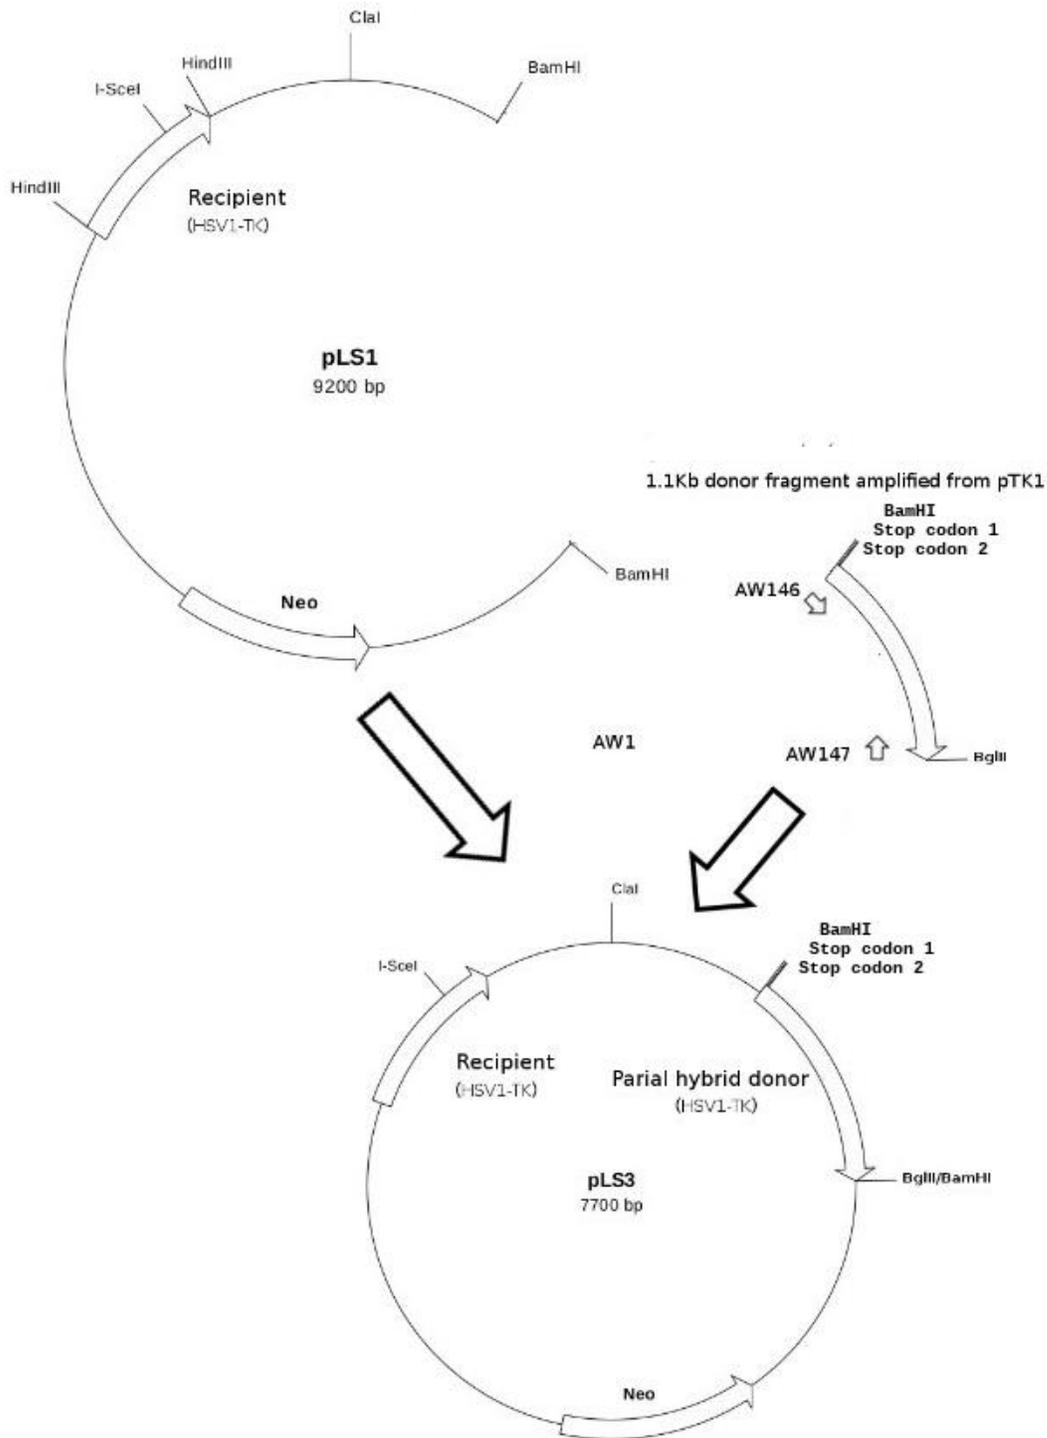 ClaI
HindIII
BamHI
I-SceI
HindIII
Recipient
(HSV1-TK)
pLS1
9200 bp
1.1Kb donor fragment amplified from pTK1
BamHI
Stop codon 1
Stop codon 2
BamHI
AW146
Neo
AW1
AW147
BglII
ClaI
BamHI
Stop codon 1
Stop codon 2
I-SceI
Recipient
(HSV1-TK)
Parial hybrid donor
(HSV1-TK)
pLS3
7700 bp
BglII/BamHI
Neo